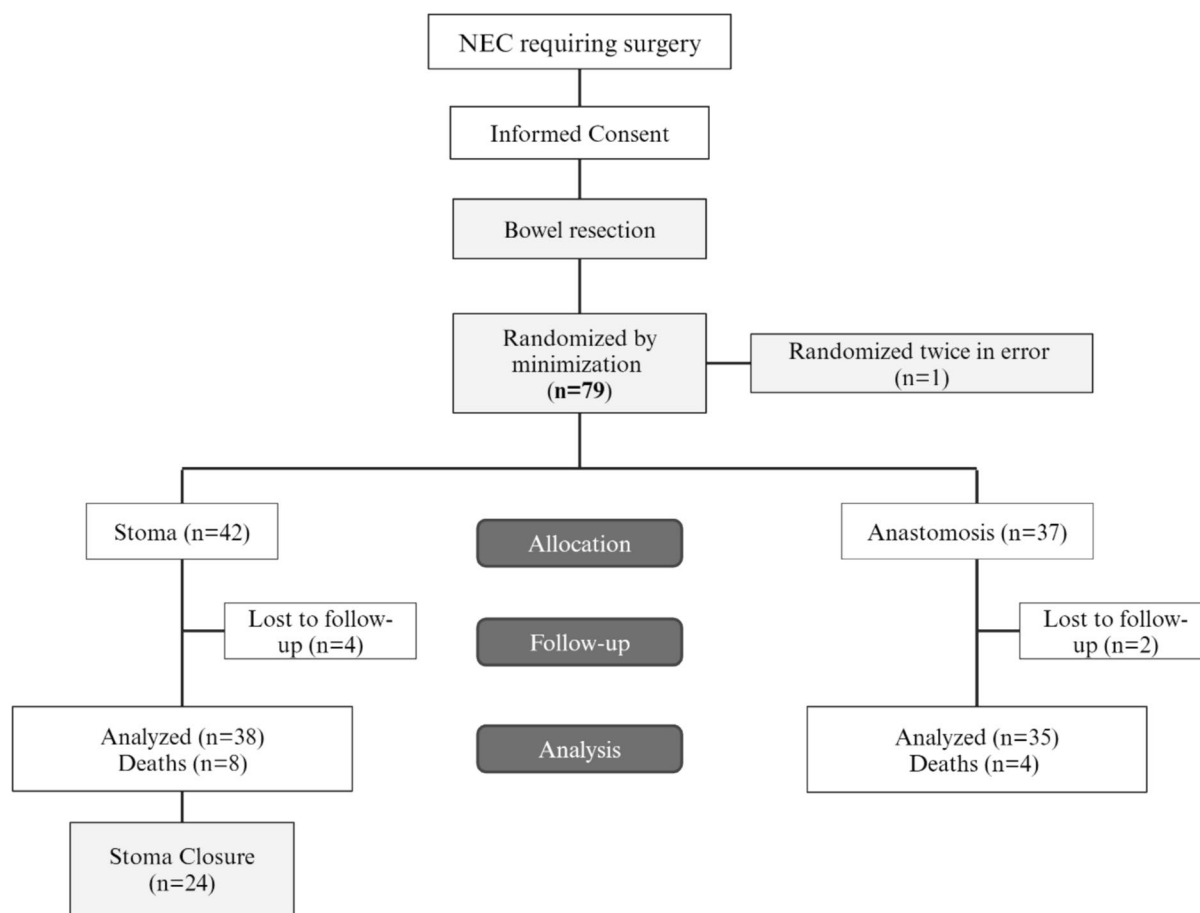 NEC requiring surgery
Informed Consent
Bowel resection
Randomized by
minimization
(n=79)
Randomized twice in error
(n=1)
Stoma (n=42)
Allocation
Anastomosis (n=37)
Lost to follow-
up (n=4)
Follow-up
Lost to follow-
up (n=2)
Analyzed (n=38)
Deaths (n=8)
Analysis
Analyzed (n=35)
Deaths (n=4)
Stoma Closure
(n=24)